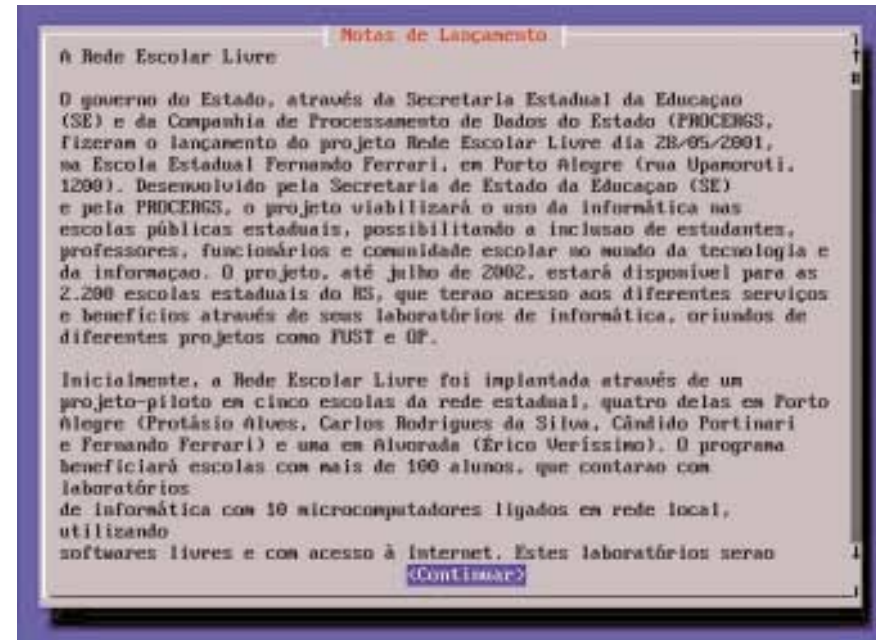 Notas de Lançamento
A Rede Escolar Livre
O governo do Estado, através da Secretaria Estadual da Educaçao
(SE) e da Companhia de Processamento de Dados do Estado (PROCERGS,
fizeram o lançamento do projeto Rede Escolar Livre dia 28/05/2001,
na Escola Estadual Fernando Ferrari, em Porto Alegre (rua Upamoroti,
1200). Desenvolvido pela Secretaria de Estado da Educaçao (SE)
e pela PROCERGS, o projeto viabilizará o uso da informática nas
escolas públicas estaduais, possibilitando a inclusao de estudantes,
professores, funcionários e comunidade escolar no mundo da tecnologia e
da informaçao. O projeto, até julho de 2002, estará disponível para as
2.200 escolas estaduais do RS, que terao acesso aos diferentes serviços
e benefícios através de seus laboratórios de informática, oriundos de
diferentes projetos como FUST e OP.
Inicialmente, a Rede Escolar Livre foi implantada através de um
projeto-piloto em cinco escolas da rede estadual, quatro delas em Porto
Alegre (Protásio Alves, Carlos Rodrigues da Silva, Cândido Portinari
e Fernando Ferrari) e uma em Alvorada (Érico Veríssimo). O programa
beneficiará escolas com mais de 100 alunos, que contarao com
laboratórios
de informática com 10 microcomputadores ligados em rede local,
utilizando
softwares livres e com acesso à Internet. Estes laboratórios serao
<Continuar>